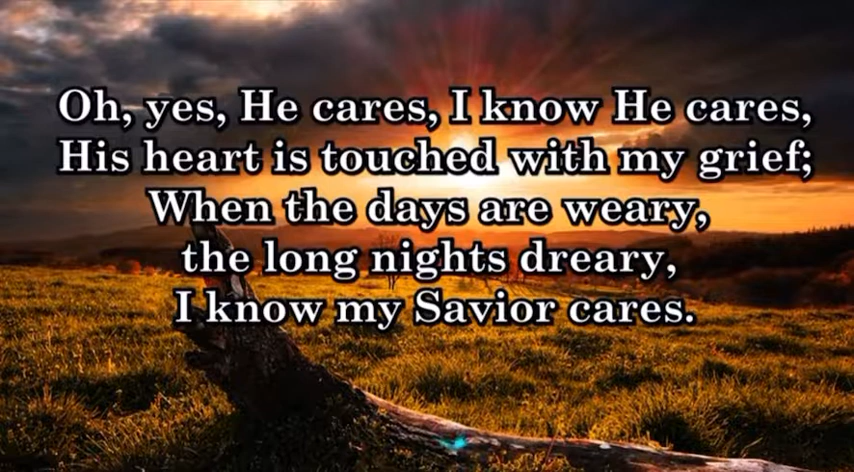 Oh, yes, He cares, I know He cares,
His heart is touched with my grief;
When the days are weary,
the long nights dreary,
I know my Savior cares.